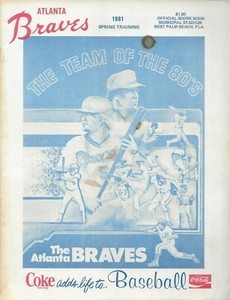 ATLANTA
Braves
1981
SPRING TRAINING
$1.00
OFFICIAL SCORE BOOK
MUNICIPAL STADIUM
WEST PALM BEACH, FLA.
THE TEAM OF THE 80'S
The
Atlanta BRAVES
Coke adds life to... Baseball
Coca-Cola